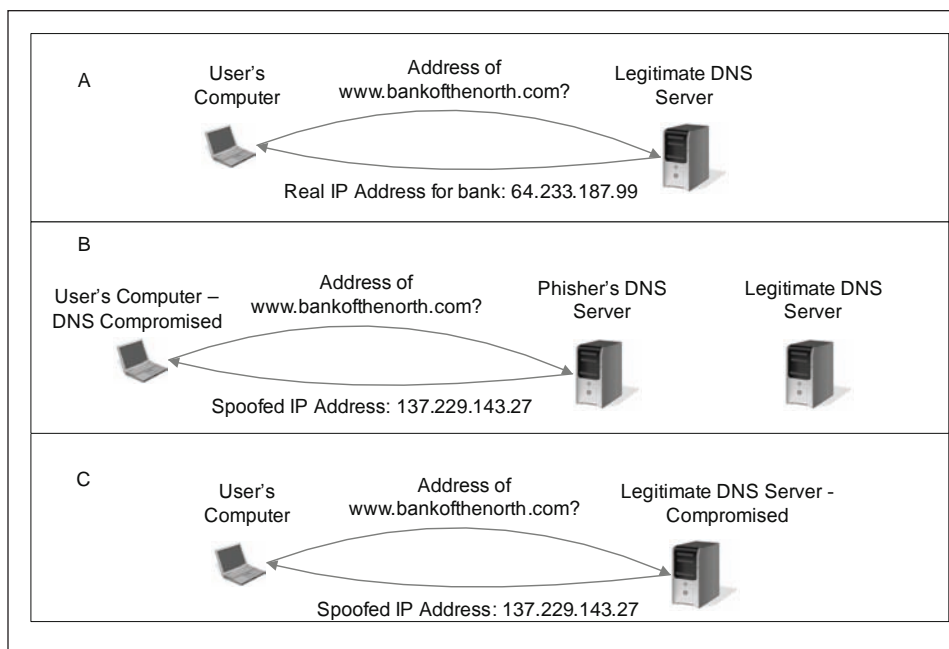 A
User's
Computer
Address of
www.bankofthenorth.com?
Legitimate DNS
Server
Real IP Address for bank: 64.233.187.99
B
User's Computer –
DNS Compromised
Address of
www.bankofthenorth.com?
Phisher's DNS
Server
Legitimate DNS
Server
Spoofed IP Address: 137.229.143.27
C
User's
Computer
Address of
www.bankofthenorth.com?
Legitimate DNS Server -
Compromised
Spoofed IP Address: 137.229.143.27